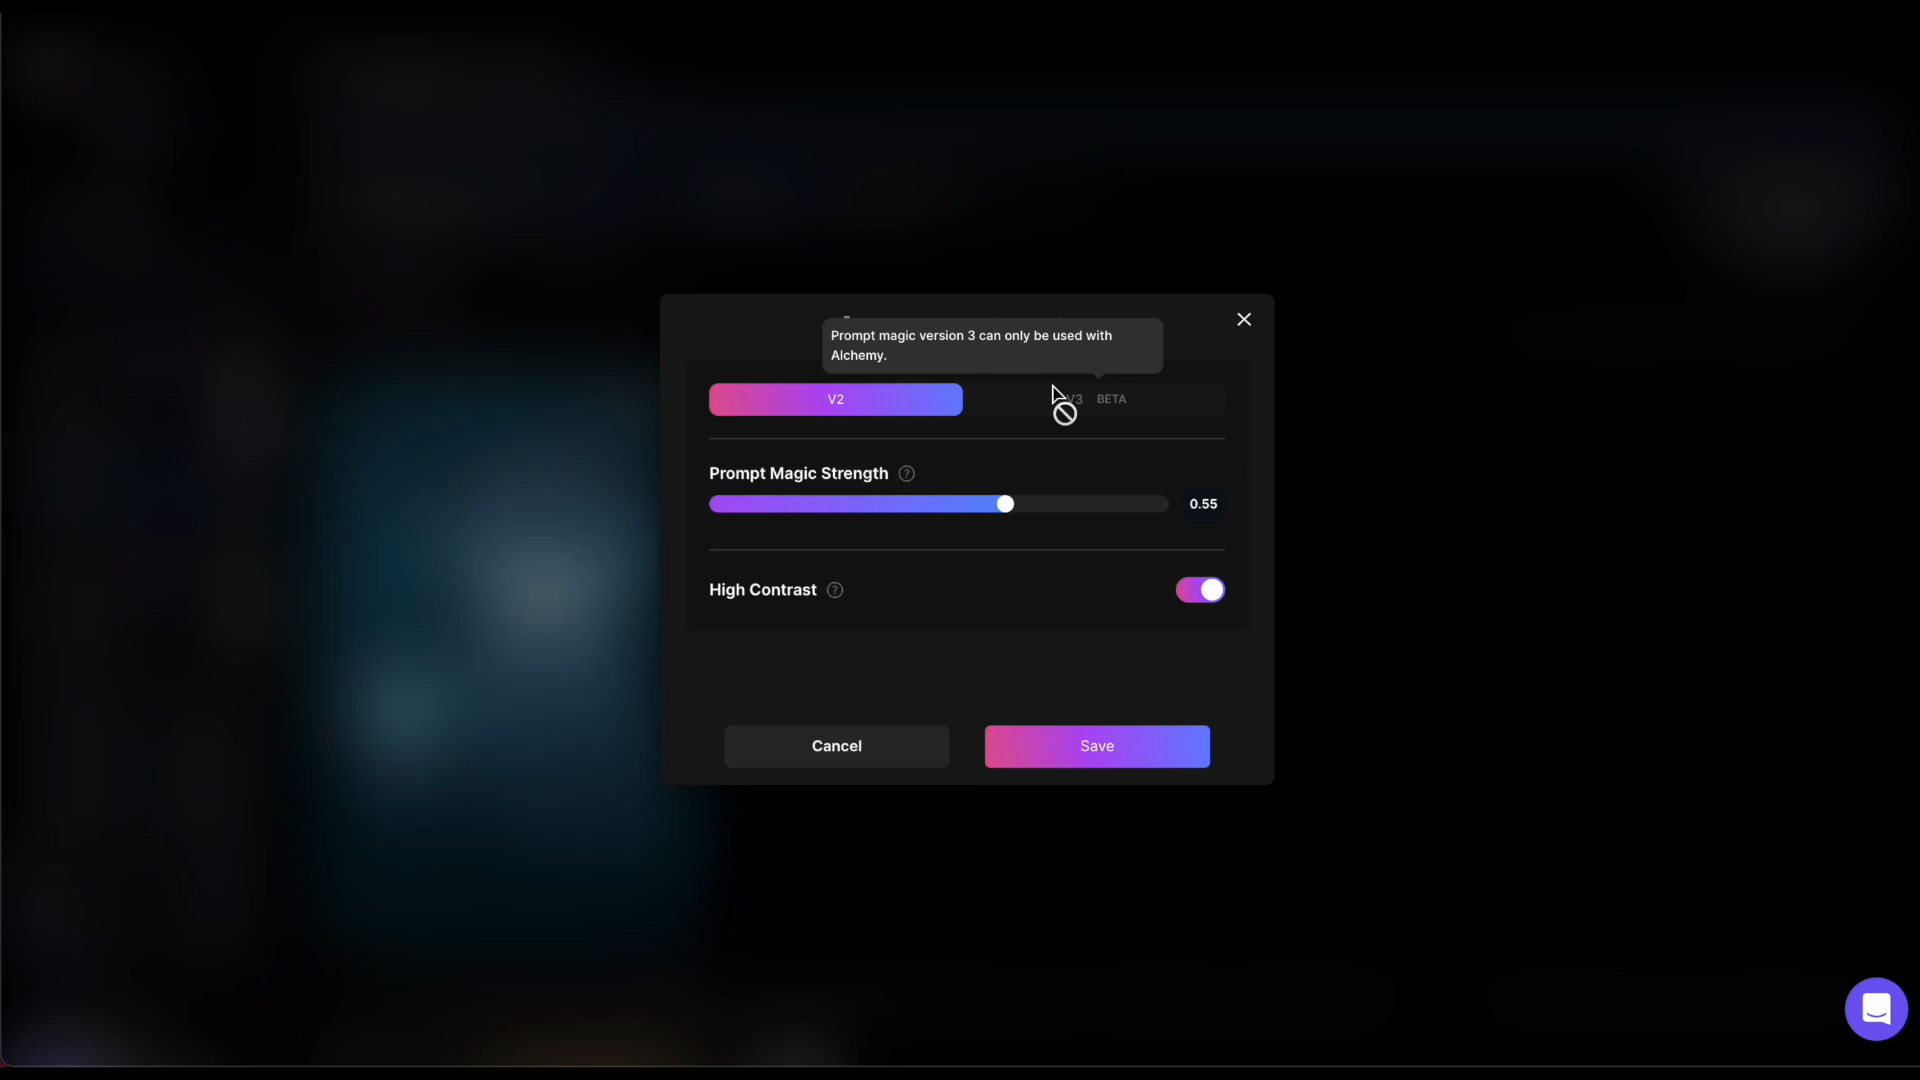 Prompt magic version 3 can only be used with
Alchemy.
V2
V3 BETA
Prompt Magic Strength ?
0.55
High Contrast ?
Cancel
Save